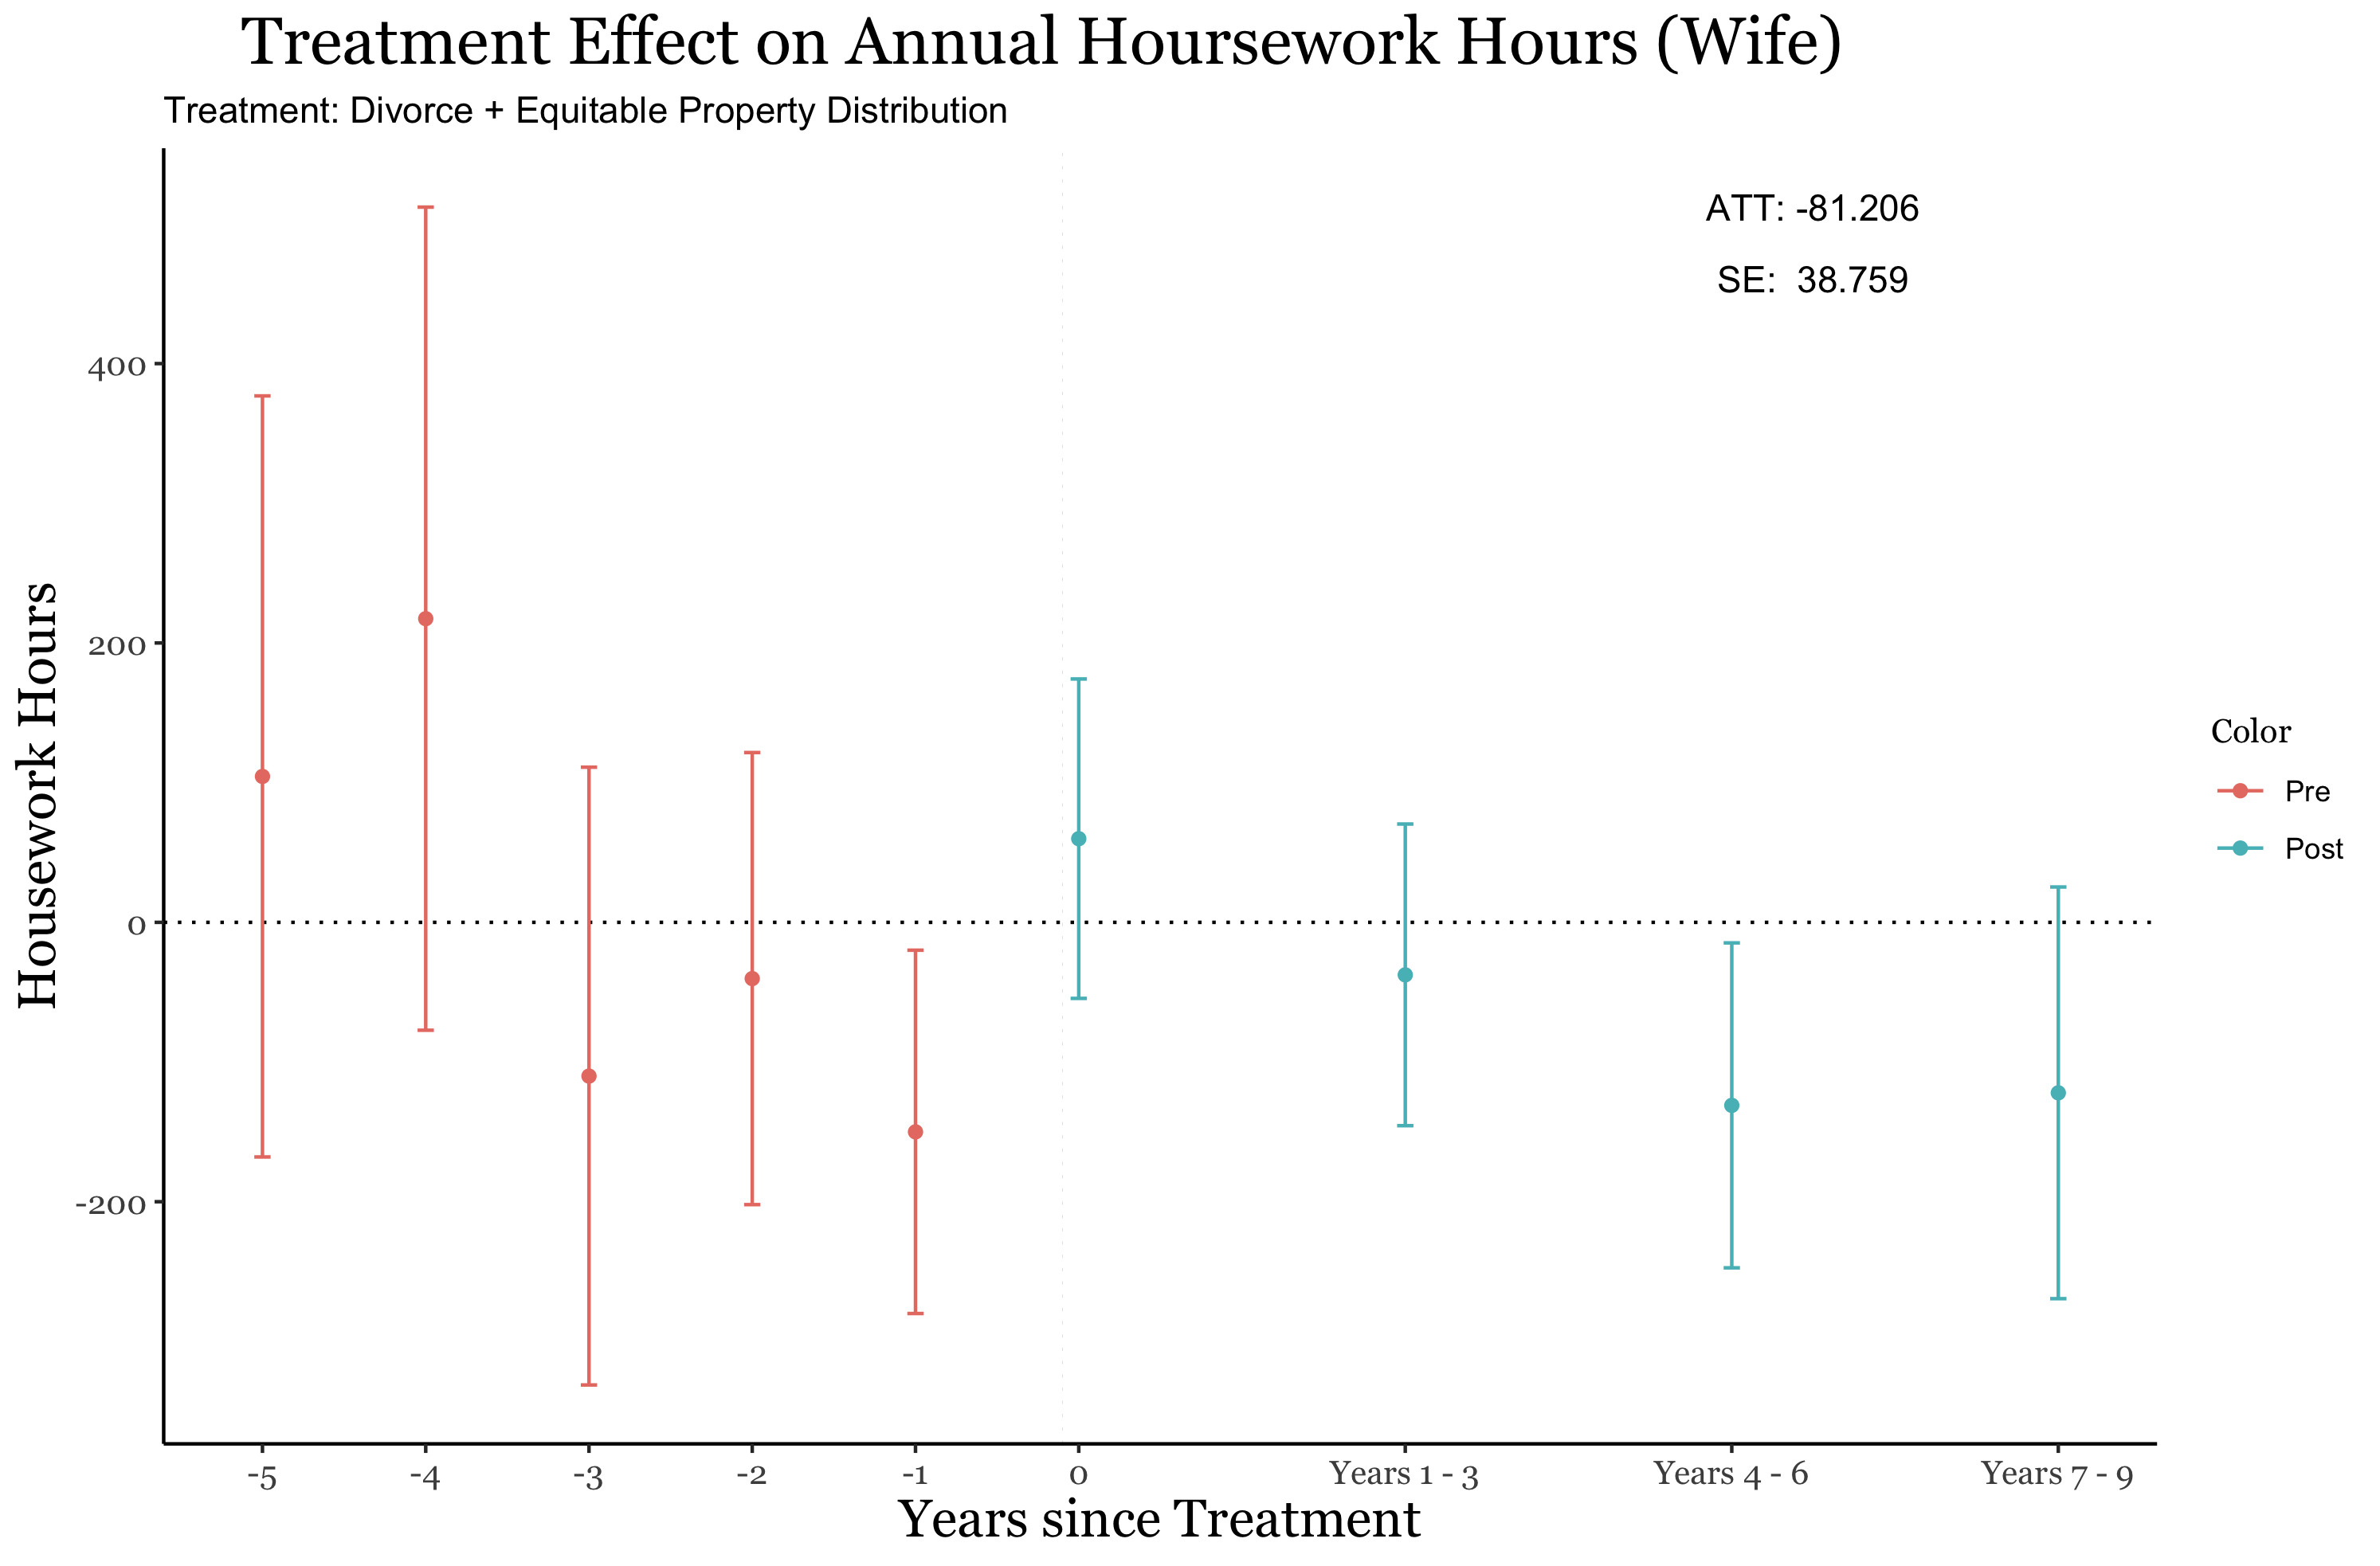 Treatment Effect on Annual Hoursework Hours (Wife)
Treatment: Divorce + Equitable Property Distribution
ATT: -81.206
SE: 38.759
Housework Hours
400
200
0
-200
Color
Pre
Post
-5 -4 -3 -2 -1 0 Years 1 - 3 Years 4 - 6 Years 7 - 9
Years since Treatment